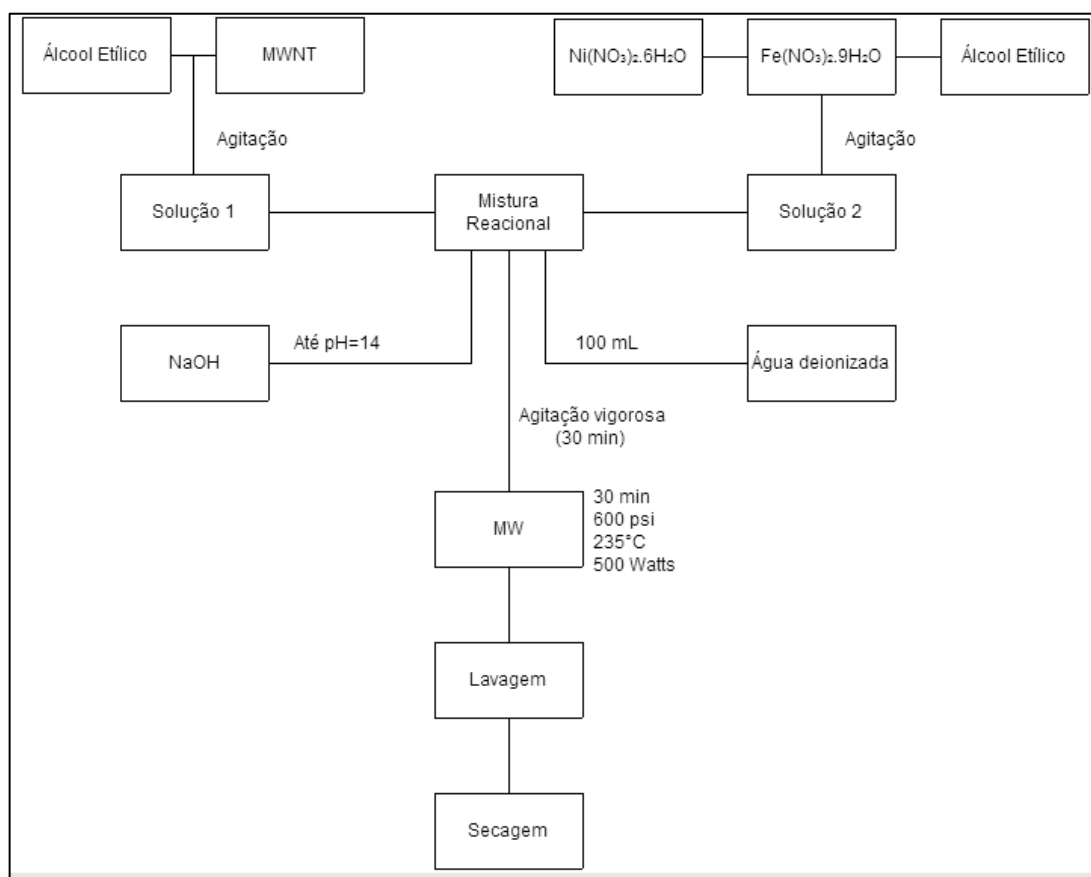 Álcool Etílico
MWNT
Ni(NO₃)₂.6H₂O
Fe(NO₃)₂.9H₂O
Álcool Etílico
Agitação
Agitação
Solução 1
Mistura
Reacional
Solução 2
NaOH
Até pH=14
100 mL
Água deionizada
Agitação vigorosa
(30 min)
MW
30 min
600 psi
235°C
500 Watts
Lavagem
Secagem